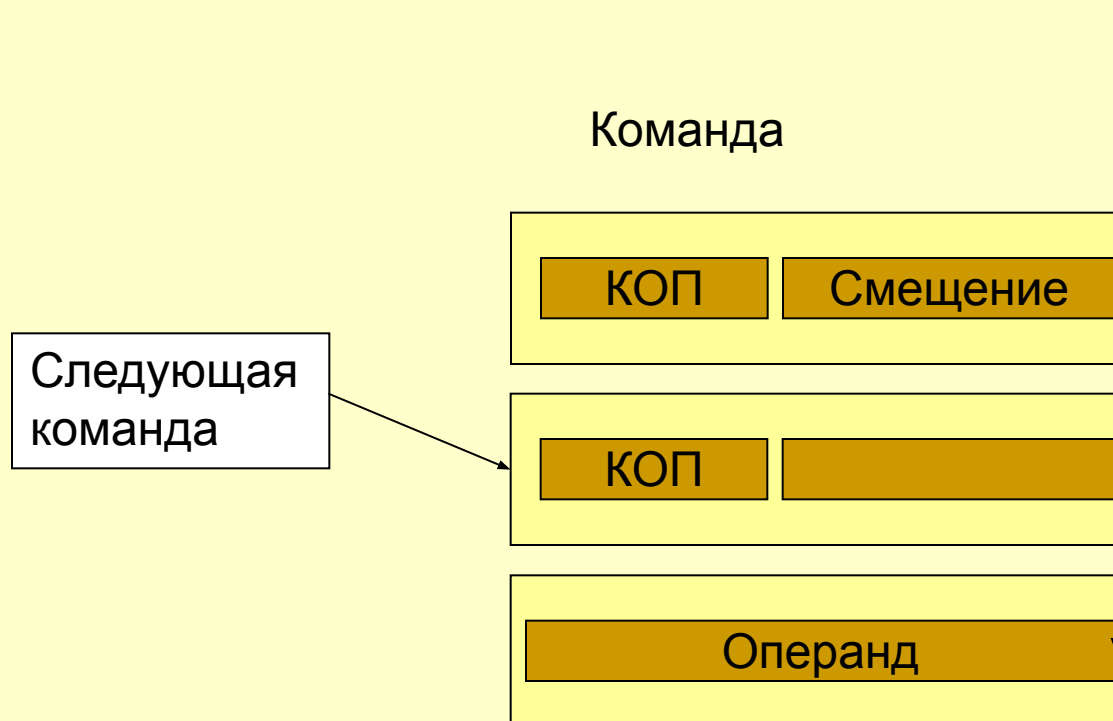 Команда
КОП
Смещение
Следующая
команда
КОП
Операнд